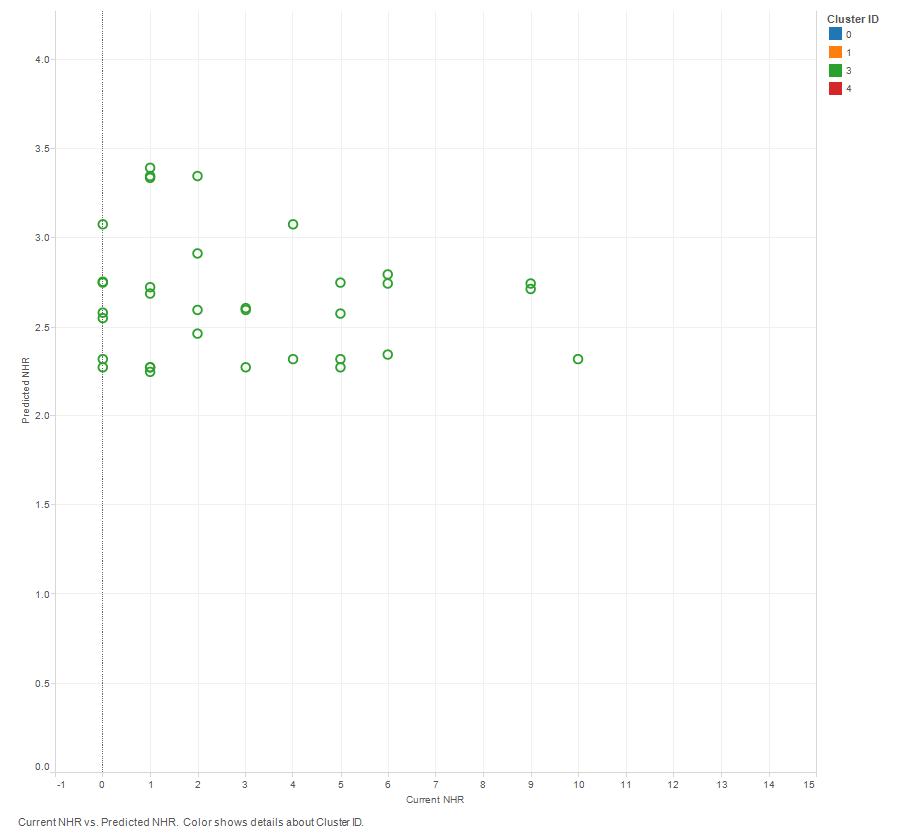 Cluster ID
0
1
3
4
4.0
3.5
3.0
2.5
2.0
1.5
1.0
0.5
0.0
Predicted NHR
-1 0 1 2 3 4 5 6 7 8 9 10 11 12 13 14 15
Current NHR
Current NHR vs. Predicted NHR. Color shows details about Cluster ID.